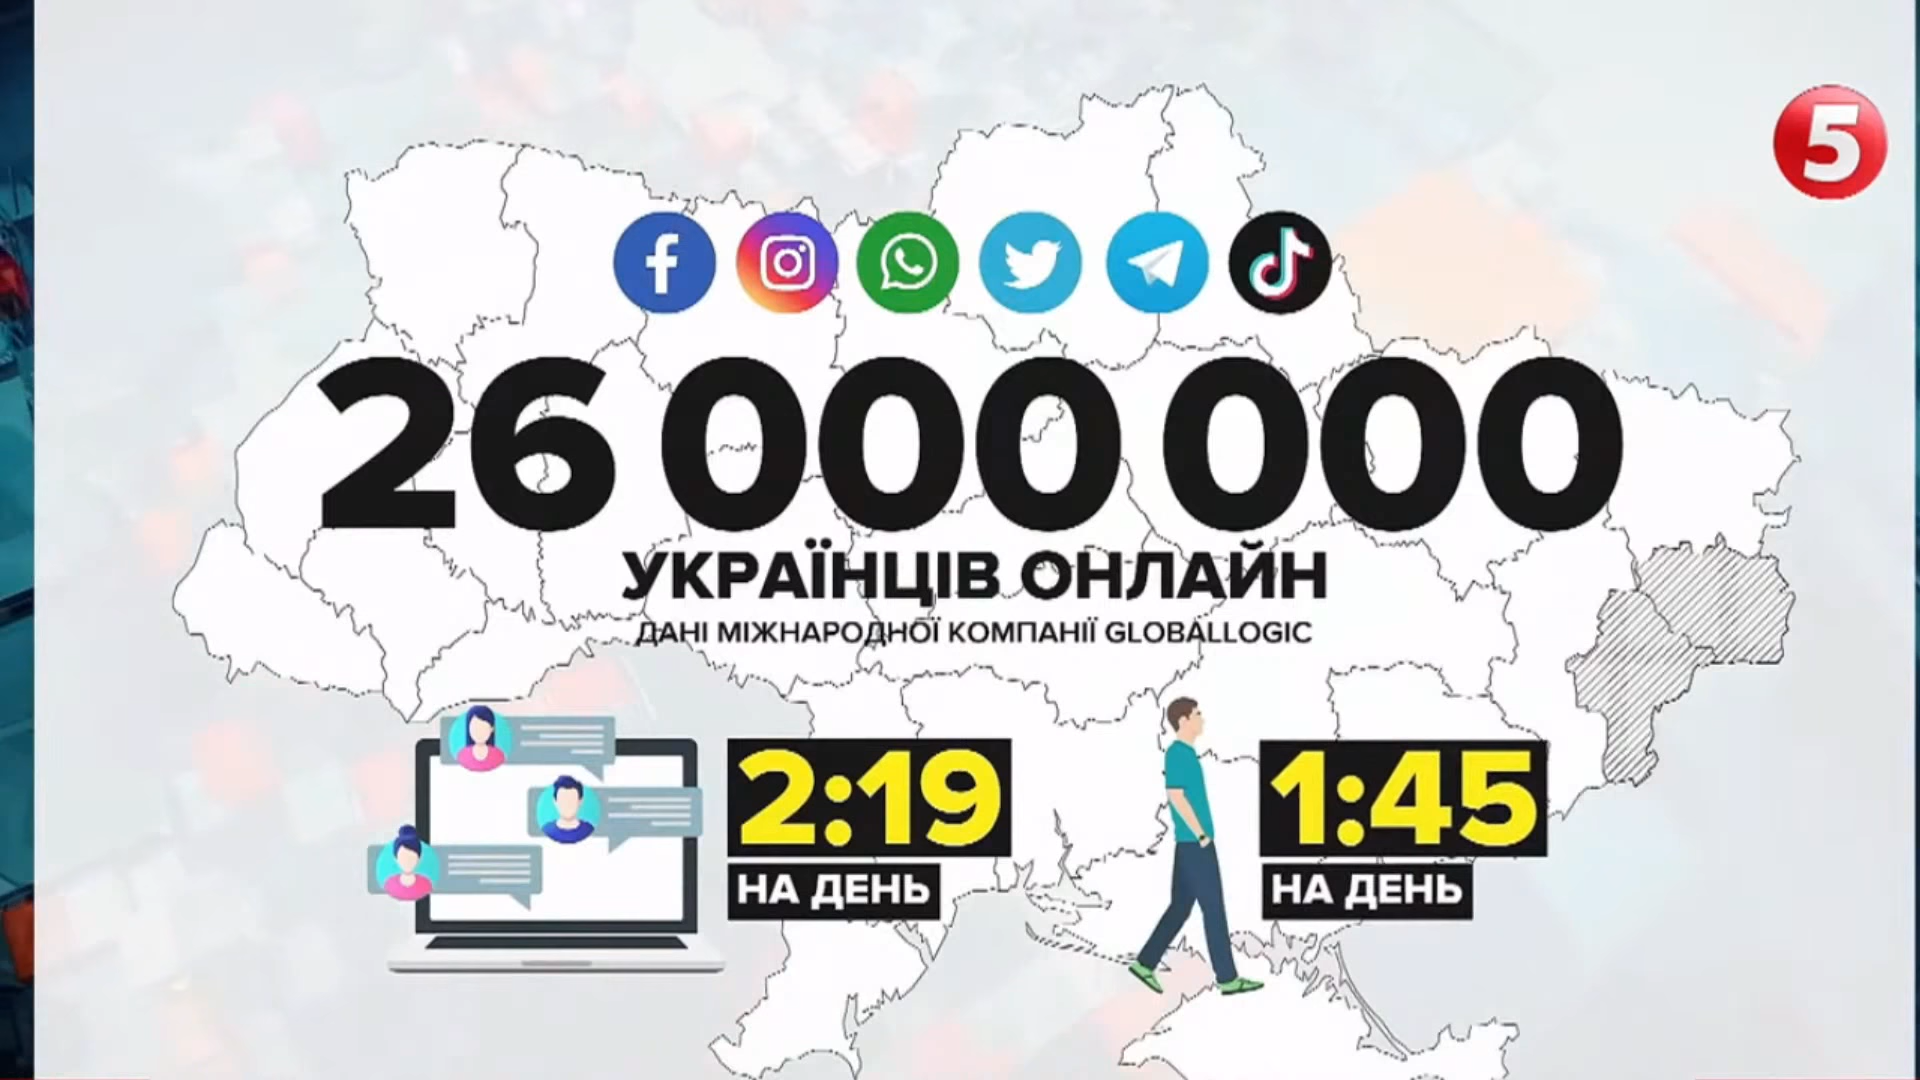 5
26 000 000
УКРАЇНЦІВ ОНЛАЙН
ДАНІ МІЖНАРОДНОЇ КОМПАНІЇ GLOBALLOGIC
2:19
НА ДЕНЬ
1:45
НА ДЕНЬ